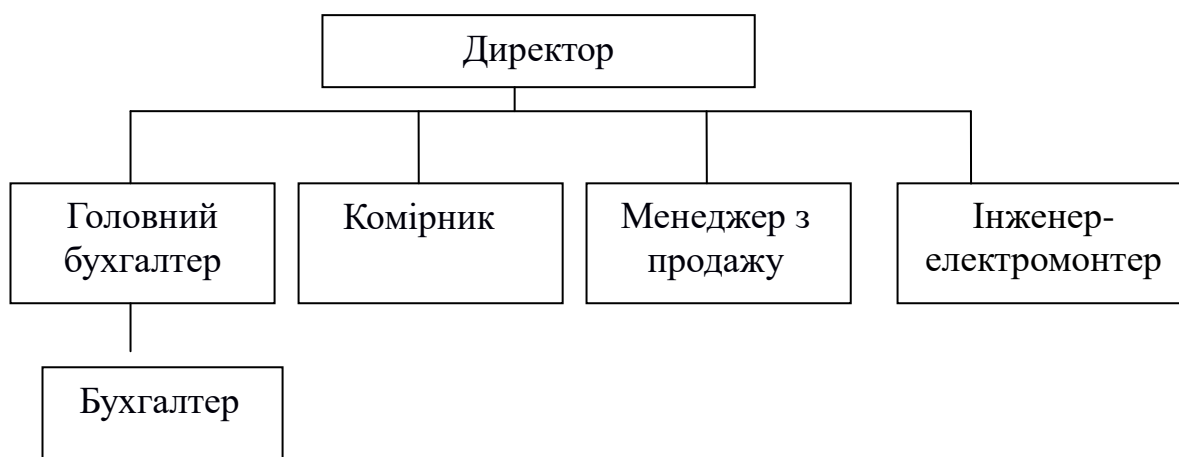 Директор
Головний
бухгалтер
Комірник
Менеджер з
продажу
Інженер-
електромонтер
Бухгалтер